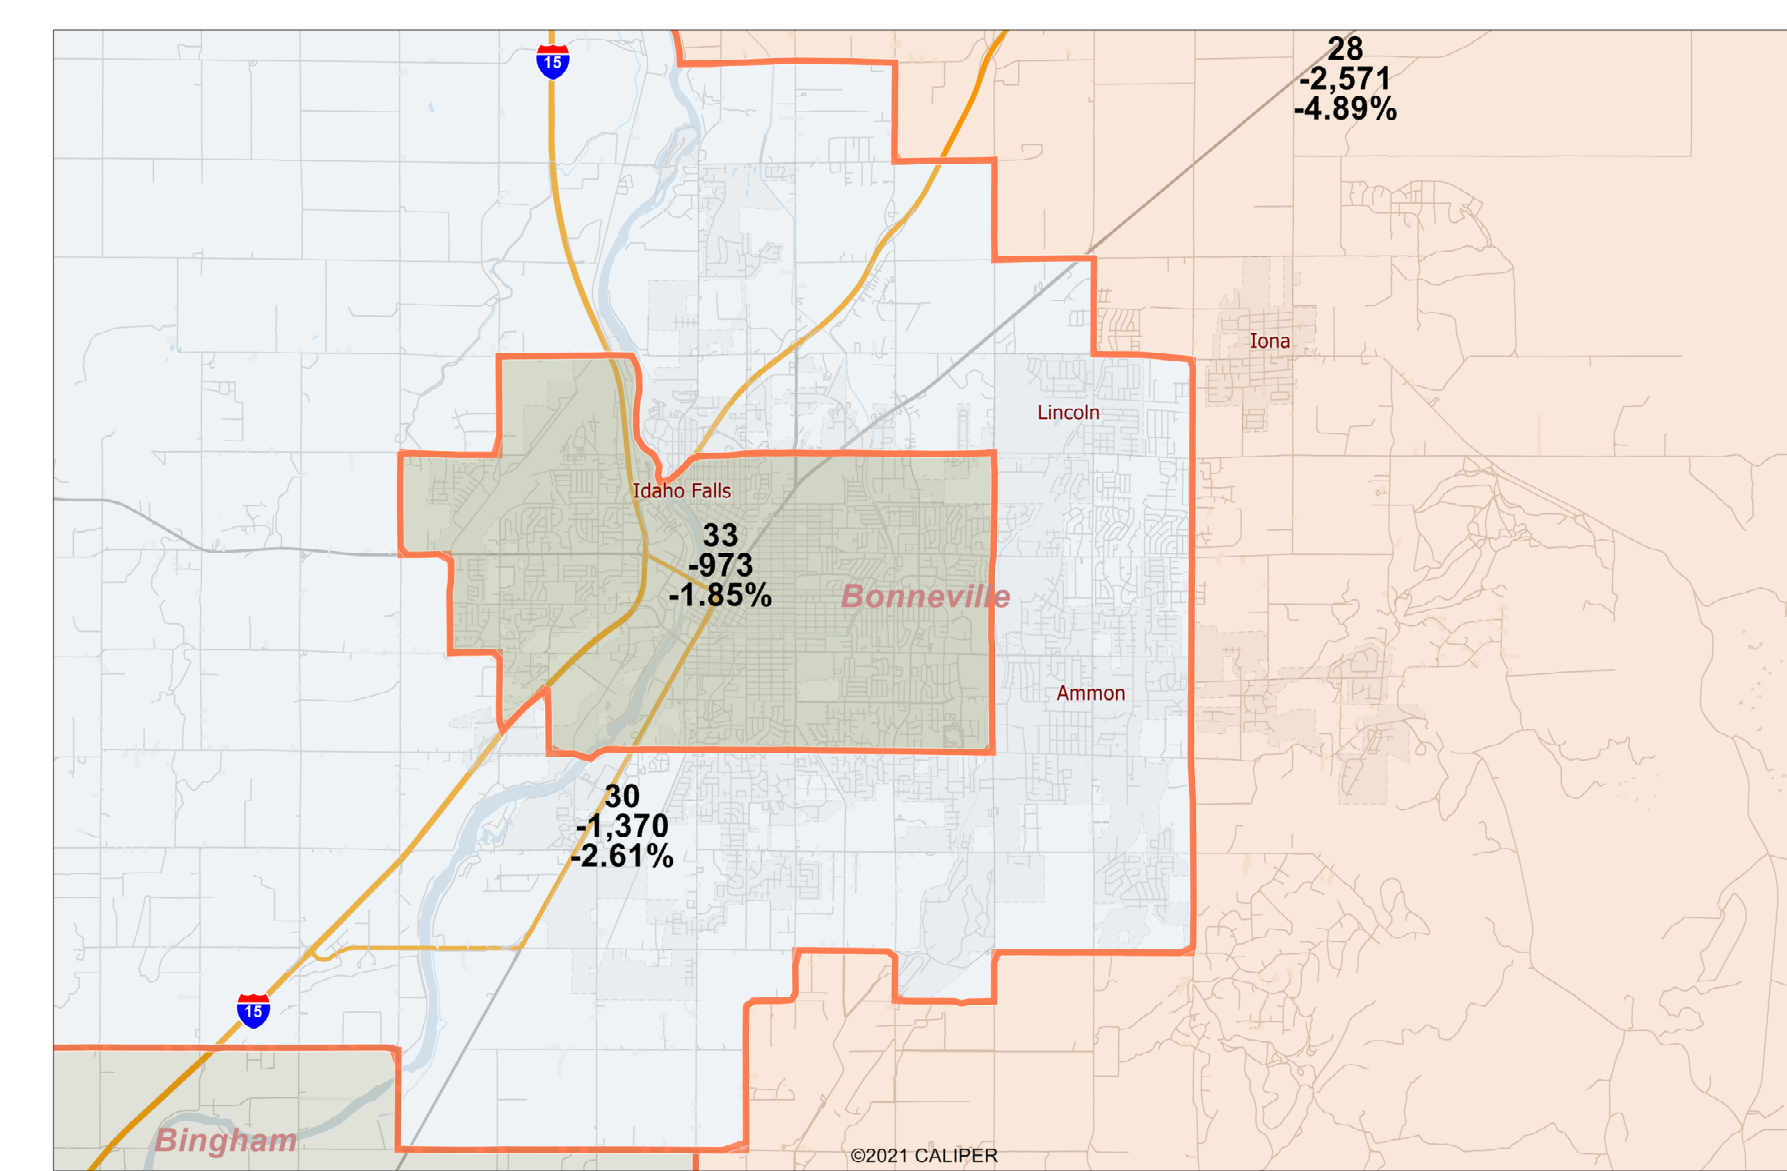 28
-2,571
-4.89%
15
Iona
Lincoln
Idaho Falls
33
-973
-1.85%
Bonneville
Ammon
30
-1,370
-2.61%
15
Bingham
©2021 CALIPER